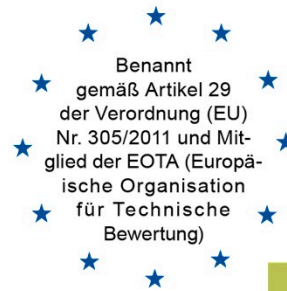 Benannt
gemäß Artikel 29
der Verordnung (EU)
Nr. 305/2011 und Mit-
glied der EOTA (Europä-
ische Organisation
für Technische
Bewertung)